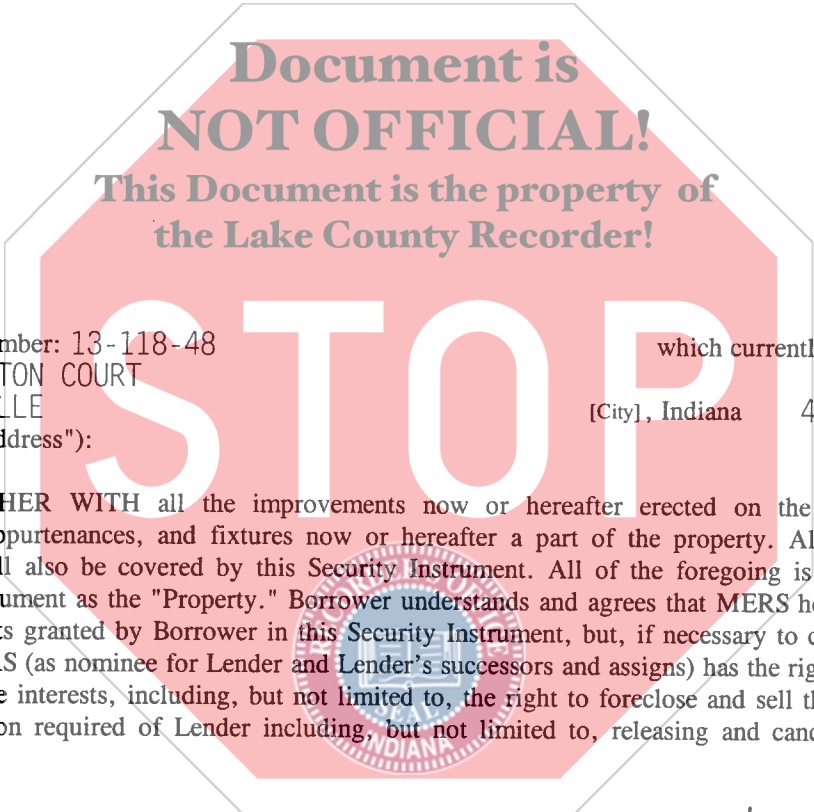 Document is
NOT OFFICIAL!
This Document is the property of
the Lake County Recorder!
STOP
mber: 13-118-48 which currentl
TON COURT
LLE [City], Indiana 4
ddress"):
HER WITH all the improvements now or hereafter erected on the
ppurtenances, and fixtures now or hereafter a part of the property. Al
ll also be covered by this Security Instrument. All of the foregoing is
ument as the "Property." Borrower understands and agrees that MERS h
ts granted by Borrower in this Security Instrument, but, if necessary to c
RS (as nominee for Lender and Lender's successors and assigns) has the rig
e interests, including, but not limited to, the right to foreclose and sell th
on required of Lender including, but not limited to, releasing and canc
SEAL
INDIANA